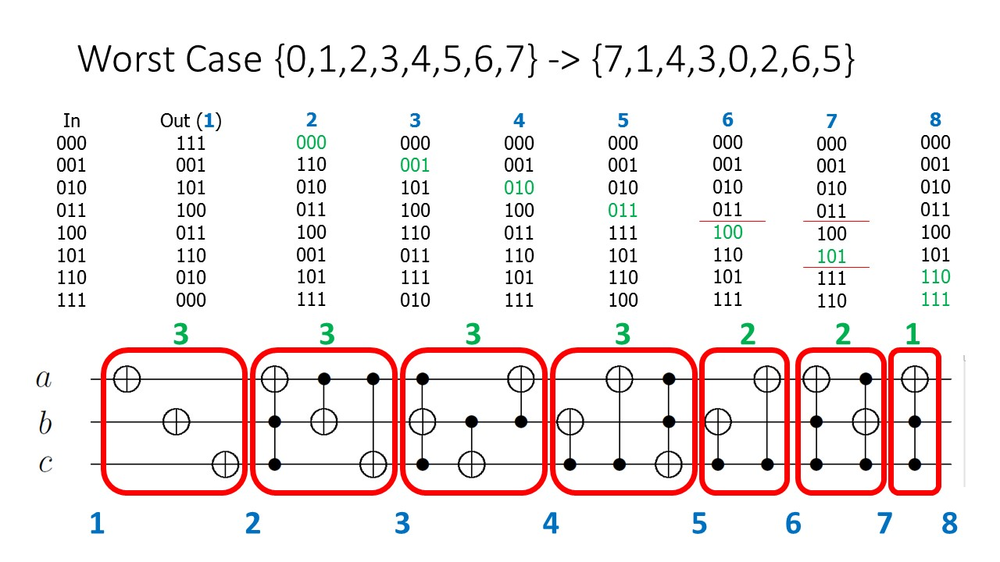 Worst Case {0,1,2,3,4,5,6,7} -> {7,1,4,3,0,2,6,5}
In Out (1) 2 3 4 5 6 7 8
000 111 000 000 000 000 000 000 000
001 001 110 001 001 001 001 001 001
010 101 010 101 010 010 010 010 010
011 100 011 100 100 011 011 011 011
100 011 100 110 011 111 100 100 100
101 110 001 011 110 101 110 101 101
110 010 101 111 101 110 101 111 110
111 000 111 010 111 100 111 110 111
3 3 3 3 2 2 1
a
b
c
1 2 3 4 5 6 7 8